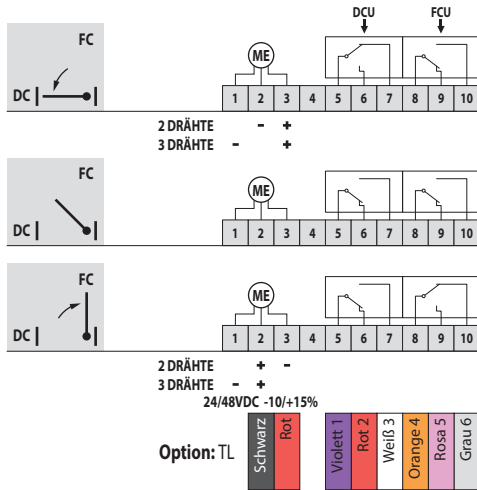 DCU FCU
FC
ME
DC
1 2 3 4 5 6 7 8 9 10
2 DRÄHTE - +
3 DRÄHTE - +
FC
ME
DC
1 2 3 4 5 6 7 8 9 10
FC
ME
DC
1 2 3 4 5 6 7 8 9 10
2 DRÄHTE + -
3 DRÄHTE - +
24/48VDC -10/+15%
Option: TL
Schwarz
Rot
Violett 1
Rot 2
Weiß 3
Orange 4
Rosa 5
Grau 6